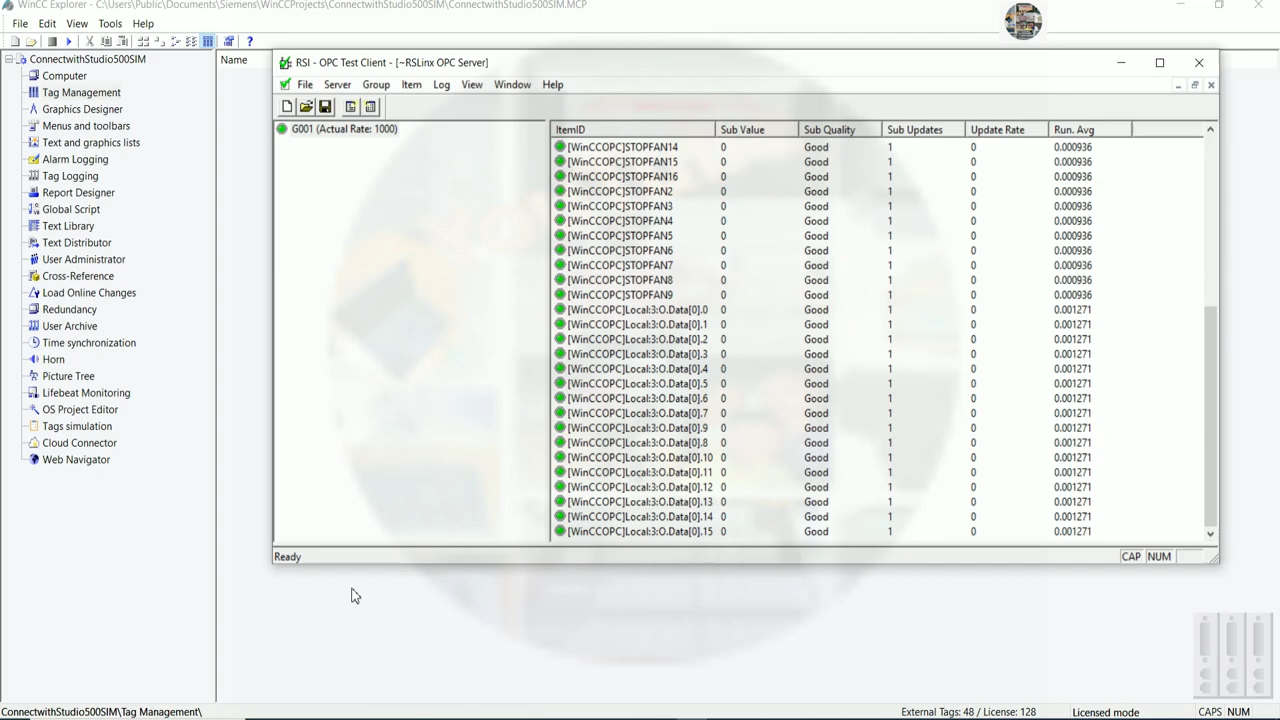 WinCC Explorer - C:\Users\Public\Documents\Siemens\WinCCProjects\ConnectwithStudio500SIM\ConnectwithStudio500SIM.MCP
File Edit View Tools Help
ConnectwithStudio500SIM
Computer
Tag Management
Graphics Designer
Menus and toolbars
Text and graphics lists
Alarm Logging
Tag Logging
Report Designer
Global Script
Text Library
Text Distributor
User Administrator
Cross-Reference
Load Online Changes
Redundancy
User Archive
Time synchronization
Horn
Picture Tree
Lifebeat Monitoring
OS Project Editor
Tags simulation
Cloud Connector
Web Navigator
Name
RSI - OPC Test Client - [~RSLinx OPC Server]
File Server Group Item Log View Window Help
G001 (Actual Rate: 1000)
ItemID Sub Value Sub Quality Sub Updates Update Rate Run. Avg
[WinCCOPC]STOPFAN14 0 Good 1 0 0.000936
[WinCCOPC]STOPFAN15 0 Good 1 0 0.000936
[WinCCOPC]STOPFAN16 0 Good 1 0 0.000936
[WinCCOPC]STOPFAN2 0 Good 1 0 0.000936
[WinCCOPC]STOPFAN3 0 Good 1 0 0.000936
[WinCCOPC]STOPFAN4 0 Good 1 0 0.000936
[WinCCOPC]STOPFAN5 0 Good 1 0 0.000936
[WinCCOPC]STOPFAN6 0 Good 1 0 0.000936
[WinCCOPC]STOPFAN7 0 Good 1 0 0.000936
[WinCCOPC]STOPFAN8 0 Good 1 0 0.000936
[WinCCOPC]STOPFAN9 0 Good 1 0 0.000936
[WinCCOPC]Local:3:O.Data[0].0 0 Good 1 0 0.001271
[WinCCOPC]Local:3:O.Data[0].1 0 Good 1 0 0.001271
[WinCCOPC]Local:3:O.Data[0].2 0 Good 1 0 0.001271
[WinCCOPC]Local:3:O.Data[0].3 0 Good 1 0 0.001271
[WinCCOPC]Local:3:O.Data[0].4 0 Good 1 0 0.001271
[WinCCOPC]Local:3:O.Data[0].5 0 Good 1 0 0.001271
[WinCCOPC]Local:3:O.Data[0].6 0 Good 1 0 0.001271
[WinCCOPC]Local:3:O.Data[0].7 0 Good 1 0 0.001271
[WinCCOPC]Local:3:O.Data[0].9 0 Good 1 0 0.001271
[WinCCOPC]Local:3:O.Data[0].8 0 Good 1 0 0.001271
[WinCCOPC]Local:3:O.Data[0].10 0 Good 1 0 0.001271
[WinCCOPC]Local:3:O.Data[0].11 0 Good 1 0 0.001271
[WinCCOPC]Local:3:O.Data[0].12 0 Good 1 0 0.001271
[WinCCOPC]Local:3:O.Data[0].13 0 Good 1 0 0.001271
[WinCCOPC]Local:3:O.Data[0].14 0 Good 1 0 0.001271
[WinCCOPC]Local:3:O.Data[0].15 0 Good 1 0 0.001271
Ready CAP NUM
ConnectwithStudio500SIM\Tag Management\ External Tags: 48 / License: 128 Licensed mode CAPS NUM